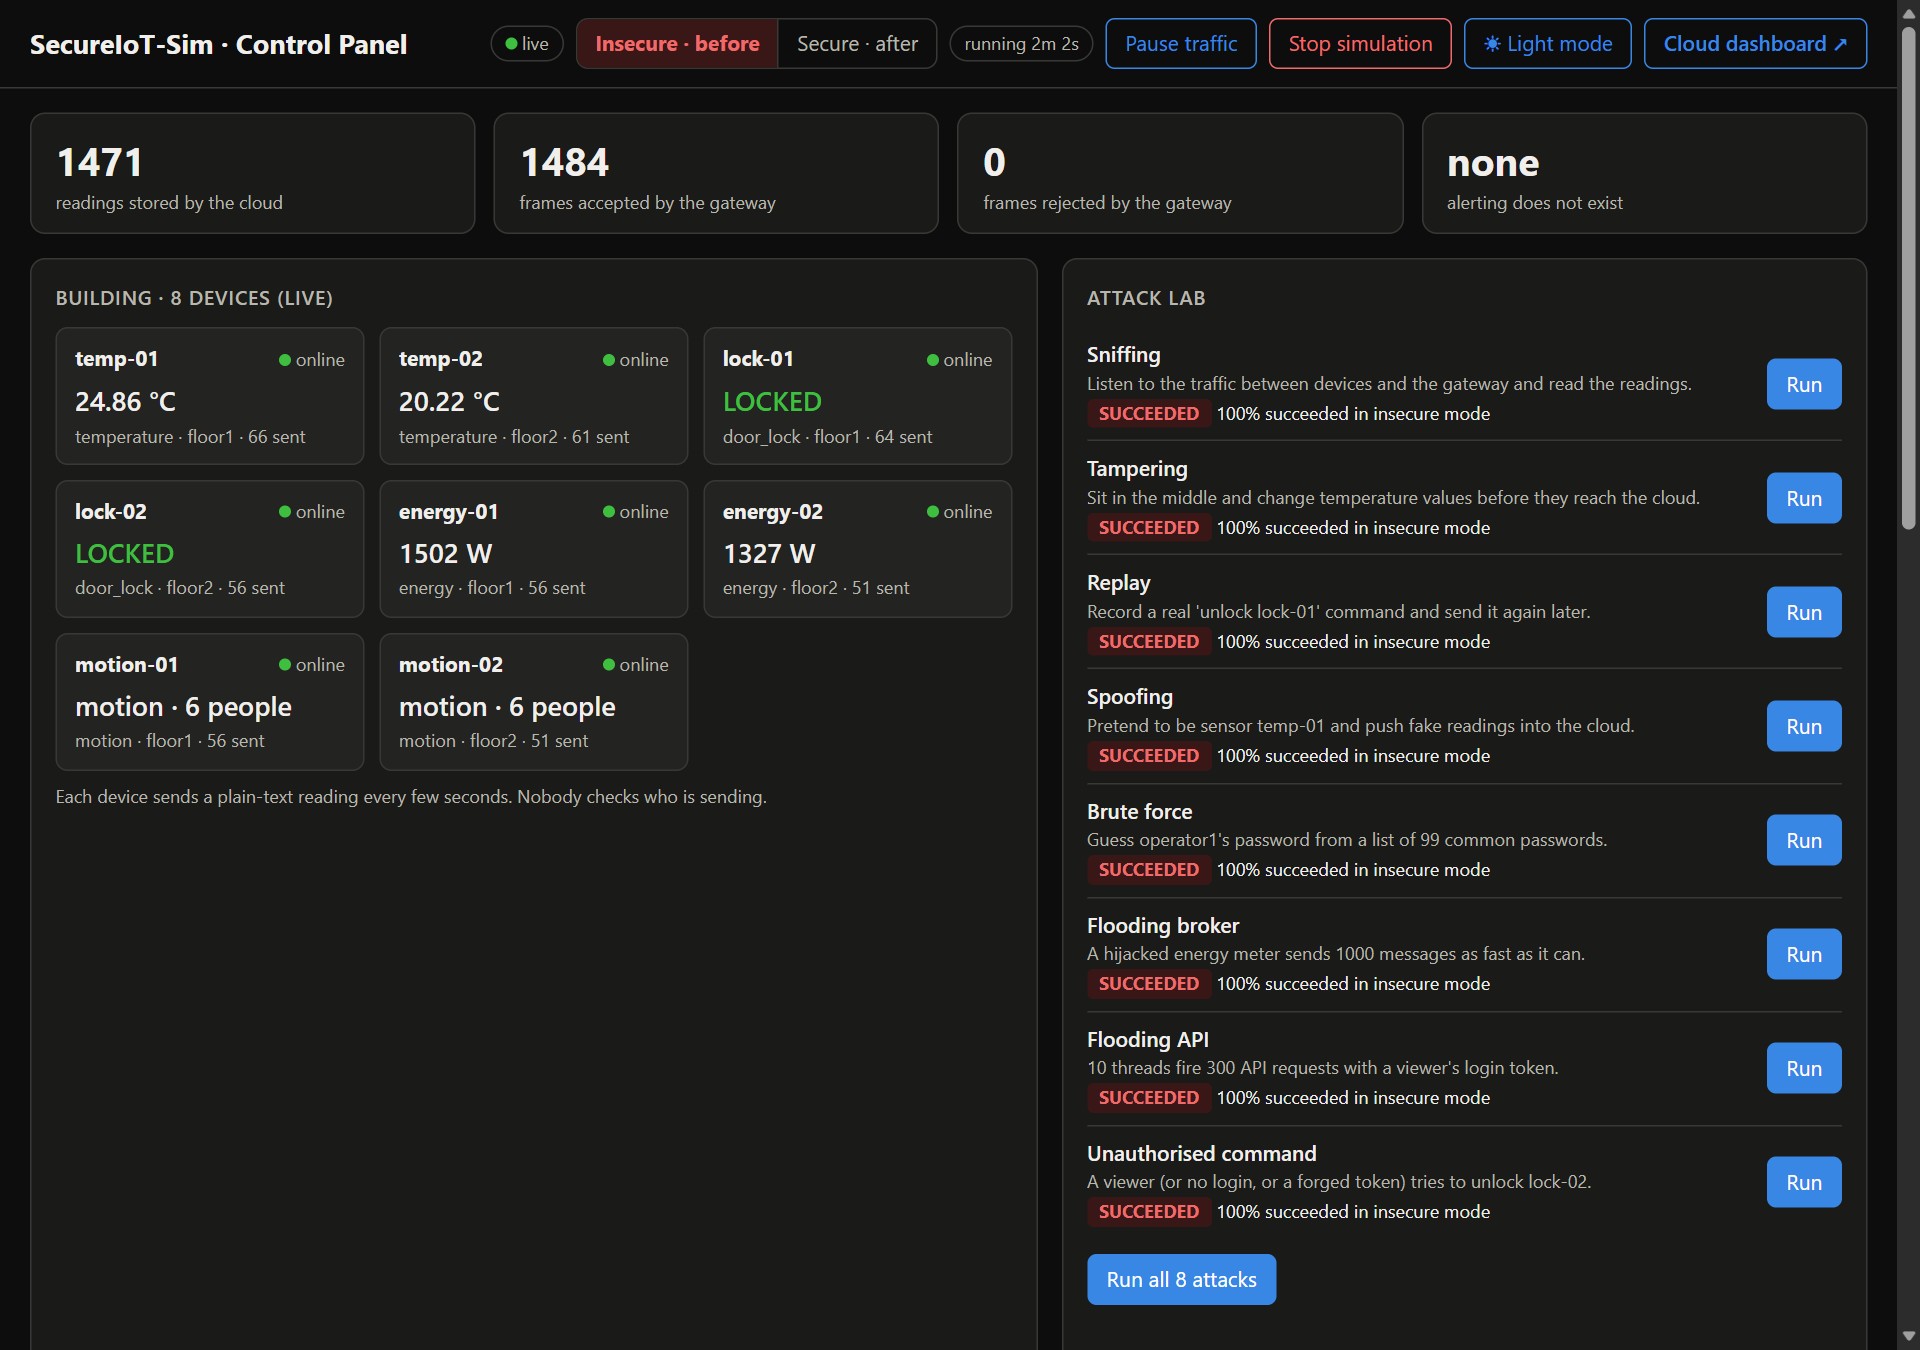 SecureIoT-Sim · Control Panel
live
Insecure · before
Secure · after
running 2m 2s
Pause traffic
Stop simulation
☀ Light mode
Cloud dashboard ↗
1471
readings stored by the cloud
1484
frames accepted by the gateway
0
frames rejected by the gateway
none
alerting does not exist
BUILDING · 8 DEVICES (LIVE)
temp-01
online
24.86 °C
temperature · floor1 · 66 sent
temp-02
online
20.22 °C
temperature · floor2 · 61 sent
lock-01
online
LOCKED
door_lock · floor1 · 64 sent
lock-02
online
LOCKED
door_lock · floor2 · 56 sent
energy-01
online
1502 W
energy · floor1 · 56 sent
energy-02
online
1327 W
energy · floor2 · 51 sent
motion-01
online
motion · 6 people
motion · floor1 · 56 sent
motion-02
online
motion · 6 people
motion · floor2 · 51 sent
Each device sends a plain-text reading every few seconds. Nobody checks who is sending.
ATTACK LAB
Sniffing
Listen to the traffic between devices and the gateway and read the readings.
SUCCEEDED 100% succeeded in insecure mode
Run
Tampering
Sit in the middle and change temperature values before they reach the cloud.
SUCCEEDED 100% succeeded in insecure mode
Run
Replay
Record a real 'unlock lock-01' command and send it again later.
SUCCEEDED 100% succeeded in insecure mode
Run
Spoofing
Pretend to be sensor temp-01 and push fake readings into the cloud.
SUCCEEDED 100% succeeded in insecure mode
Run
Brute force
Guess operator1's password from a list of 99 common passwords.
SUCCEEDED 100% succeeded in insecure mode
Run
Flooding broker
A hijacked energy meter sends 1000 messages as fast as it can.
SUCCEEDED 100% succeeded in insecure mode
Run
Flooding API
10 threads fire 300 API requests with a viewer's login token.
SUCCEEDED 100% succeeded in insecure mode
Run
Unauthorised command
A viewer (or no login, or a forged token) tries to unlock lock-02.
SUCCEEDED 100% succeeded in insecure mode
Run
Run all 8 attacks